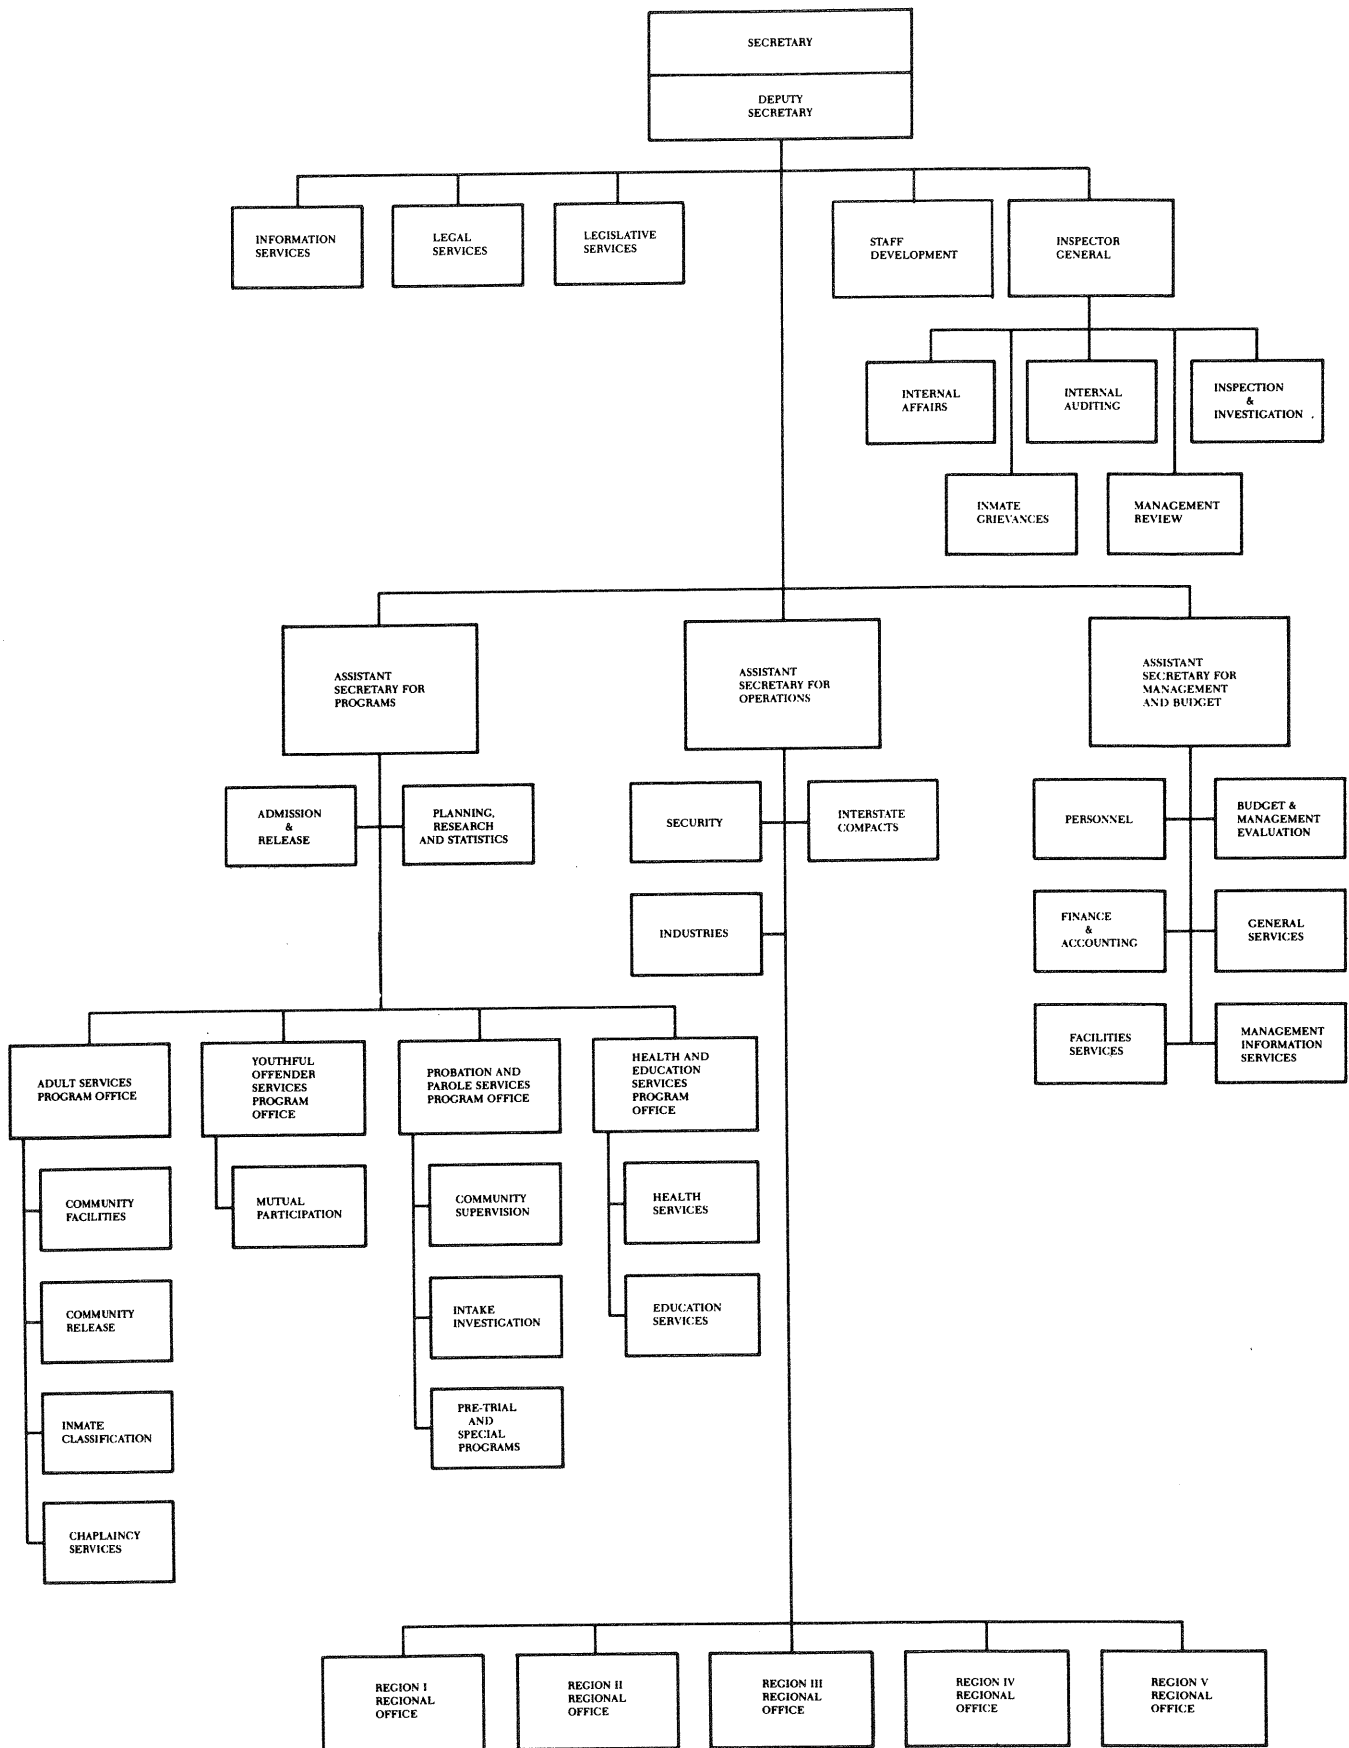 SECRETARY
DEPUTY
SECRETARY
INFORMATION
SERVICES
LEGAL
SERVICES
LEGISLATIVE
SERVICES
STAFF
DEVELOPMENT
INSPECTOR
GENERAL
INTERNAL
AFFAIRS
INTERNAL
AUDITING
INSPECTION
&
INVESTIGATION
INMATE
GRIEVANCES
MANAGEMENT
REVIEW
ASSISTANT
SECRETARY FOR
PROGRAMS
ASSISTANT
SECRETARY FOR
OPERATIONS
ASSISTANT
SECRETARY FOR
MANAGEMENT
AND BUDGET
ADMISSION
&
RELEASE
PLANNING,
RESEARCH
AND STATISTICS
SECURITY
INTERSTATE
COMPACTS
PERSONNEL
BUDGET &
MANAGEMENT
EVALUATION
INDUSTRIES
FINANCE
&
ACCOUNTING
GENERAL
SERVICES
FACILITIES
SERVICES
MANAGEMENT
INFORMATION
SERVICES
ADULT SERVICES
PROGRAM OFFICE
YOUTHFUL
OFFENDER
SERVICES
PROGRAM
OFFICE
PROBATION AND
PAROLE SERVICES
PROGRAM OFFICE
HEALTH AND
EDUCATION
SERVICES
PROGRAM
OFFICE
COMMUNITY
FACILITIES
MUTUAL
PARTICIPATION
COMMUNITY
SUPERVISION
HEALTH
SERVICES
COMMUNITY
RELEASE
INTAKE
INVESTIGATION
EDUCATION
SERVICES
INMATE
CLASSIFICATION
PRE-TRIAL
AND
SPECIAL
PROGRAMS
CHAPLAINCY
SERVICES
REGION I
REGIONAL
OFFICE
REGION II
REGIONAL
OFFICE
REGION III
REGIONAL
OFFICE
REGION IV
REGIONAL
OFFICE
REGION V
REGIONAL
OFFICE